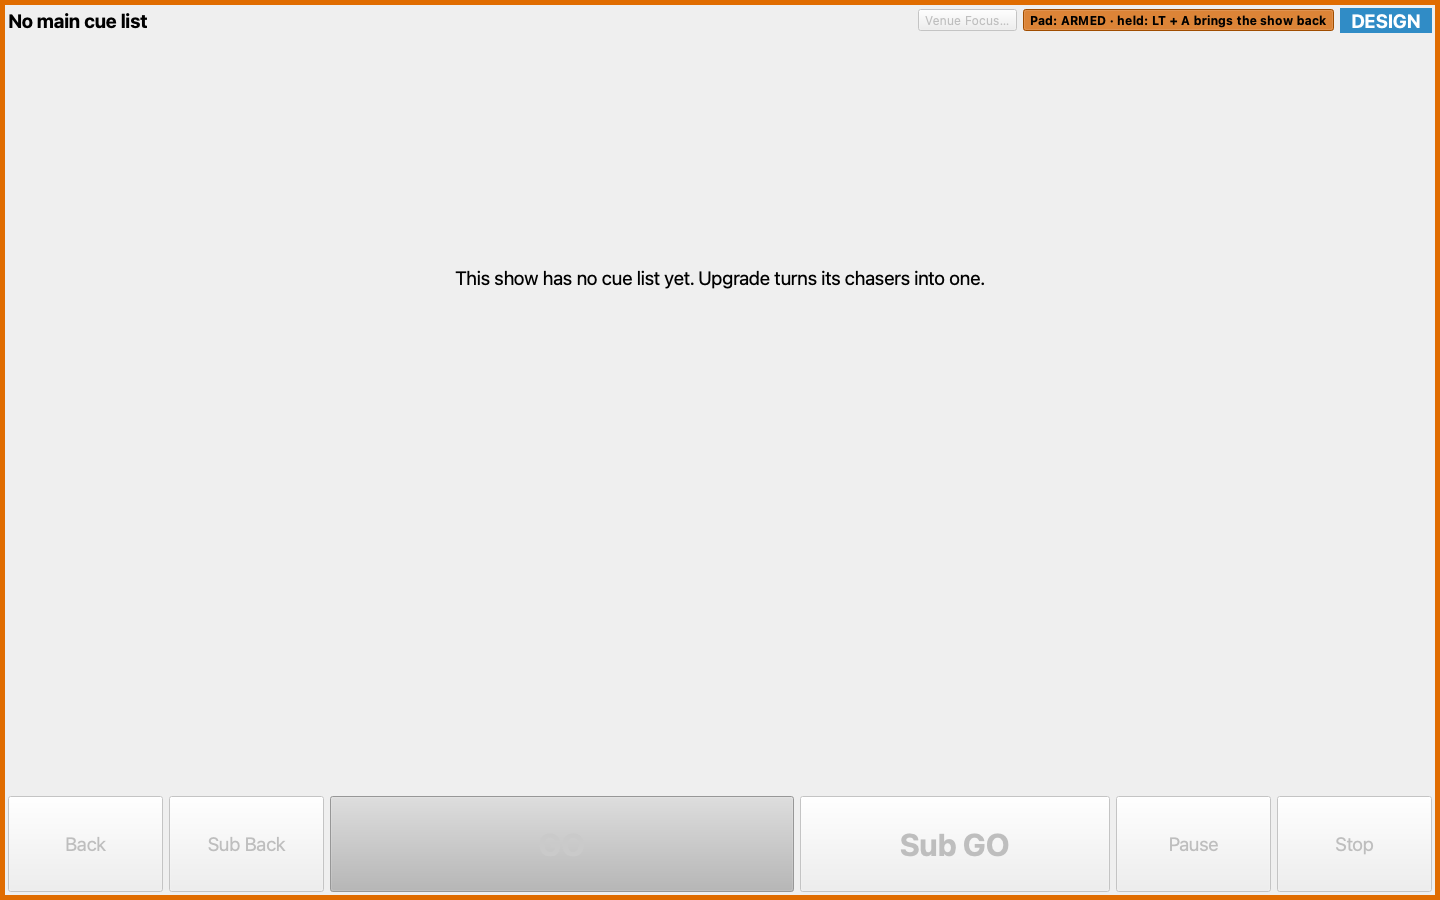 No main cue list
Venue Focus...
Pad: ARMED · held: LT + A brings the show back
DESIGN
This show has no cue list yet. Upgrade turns its chasers into one.
Back
Sub Back
GO
Sub GO
Pause
Stop